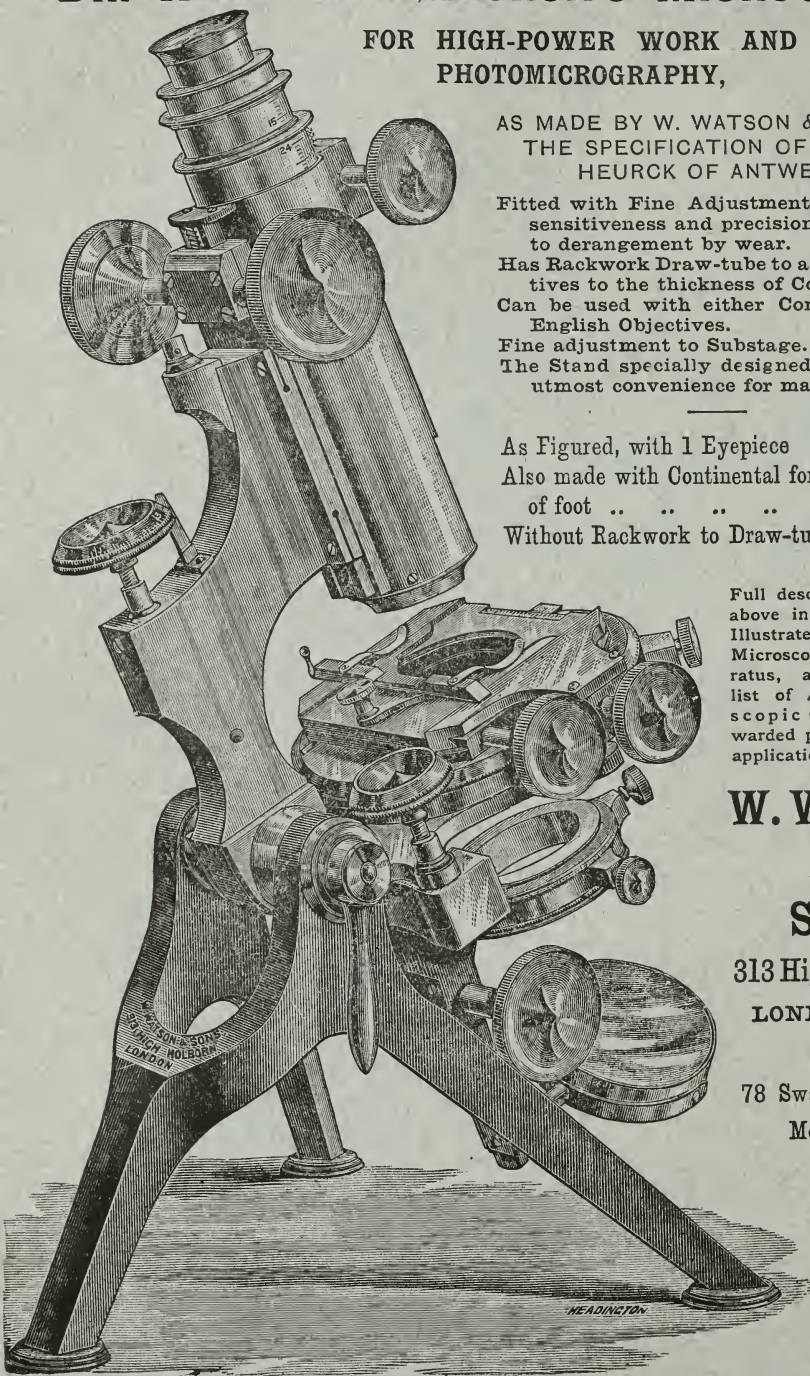 FOR HIGH-POWER WORK AND
PHOTOMICROGRAPHY,
AS MADE BY W. WATSON &
THE SPECIFICATION OF
HEURCK OF ANTWE
Fitted with Fine Adjustment
sensitiveness and precision
to derangement by wear.
Has Rackwork Draw-tube to a
tives to the thickness of Co
Can be used with either Con
English Objectives.
Fine adjustment to Substage.
The Stand specially designed
utmost convenience for ma
As Figured, with 1 Eyepiece
Also made with Continental for
of foot .. .. .. ..
Without Rackwork to Draw-tu
Full desc
above in
Illustrate
Microsco
ratus, a
list of
scopic
warded p
applicati
W. W
S
313 Hi
LON
78 Sw
M
15
24
W. WATSON & SONS
313 HIGH HOLBORN
LONDON
HEADINGTON